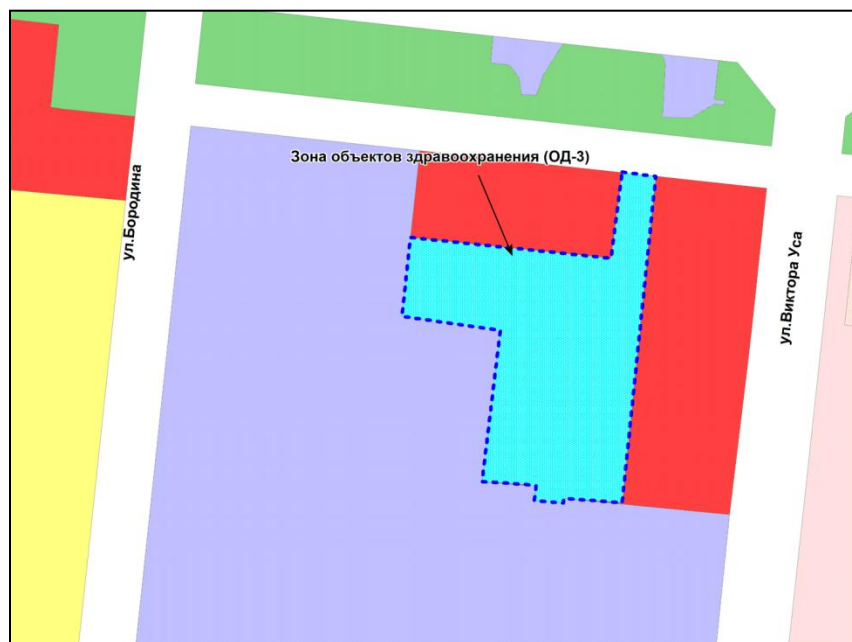 Зона объектов здравоохранения (ОД-3)
ул.Бородина
ул.Виктора Уса